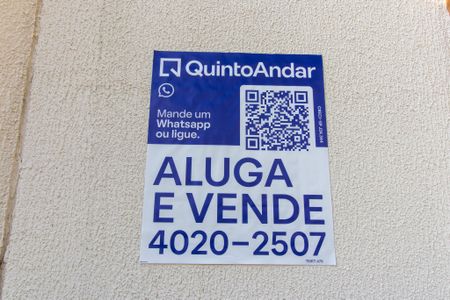 QuintoAndar
Mande um
Whatsapp
ou ligue.
ALUGA
E VENDE
4020-2507